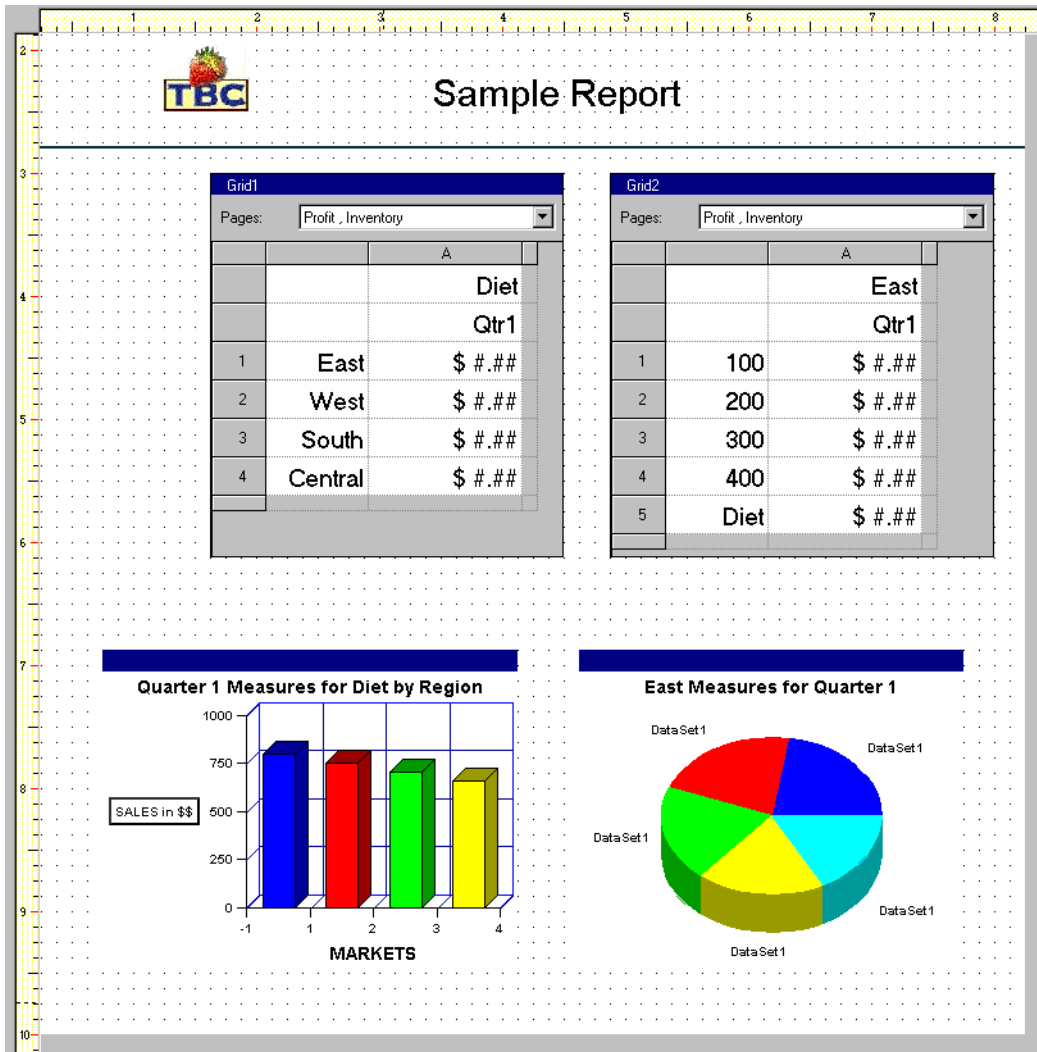 1 2 3 4 5 6 7 8
2
3
4
5
6
7
8
9
10
TBC
Sample Report
Grid1
Pages: Profit , Inventory
A
Diet
Qtr1
1 East $ #.##
2 West $ #.##
3 South $ #.##
4 Central $ #.##
Grid2
Pages: Profit , Inventory
A
East
Qtr1
1 100 $ #.##
2 200 $ #.##
3 300 $ #.##
4 400 $ #.##
5 Diet $ #.##
Quarter 1 Measures for Diet by Region
1000
750
500
250
0
SALES in $$
-1 1 2 3 4
MARKETS
East Measures for Quarter 1
DataSet1
DataSet1
DataSet1
DataSet1
DataSet1